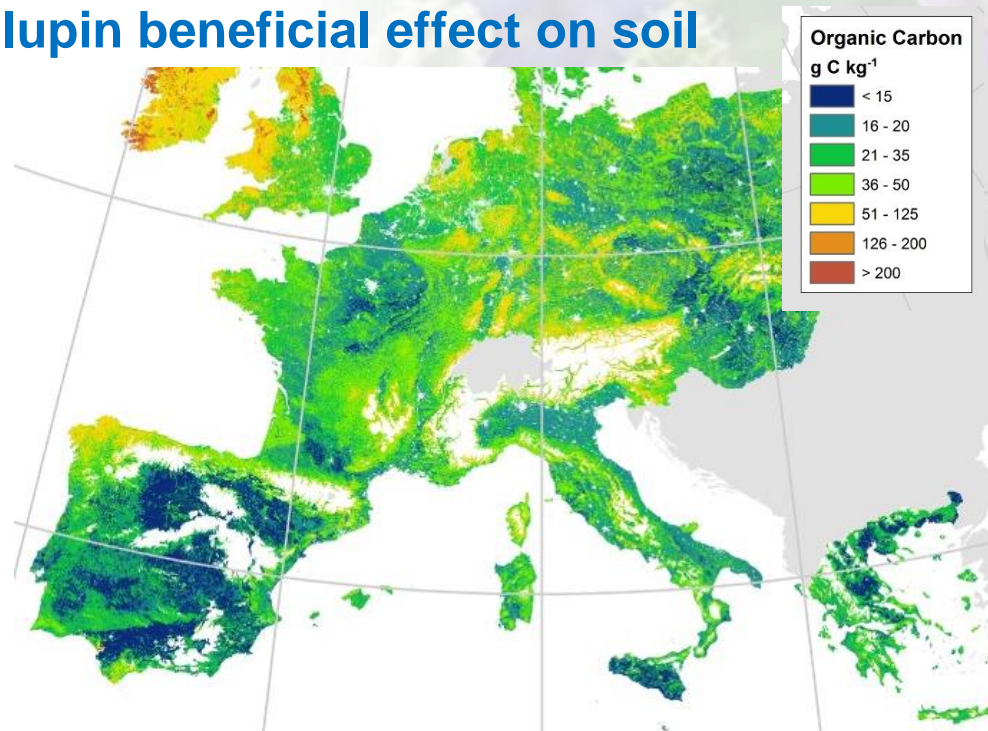 lupin beneficial effect on soil
Organic Carbon
g C kg⁻¹
< 15
16 - 20
21 - 35
36 - 50
51 - 125
126 - 200
> 200